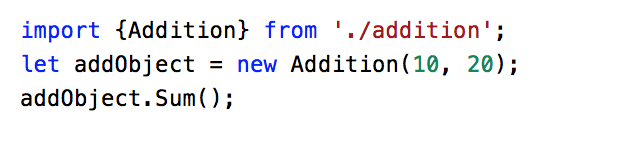 import {Addition} from './addition';
let addObject = new Addition(10, 20);
addObject.Sum();